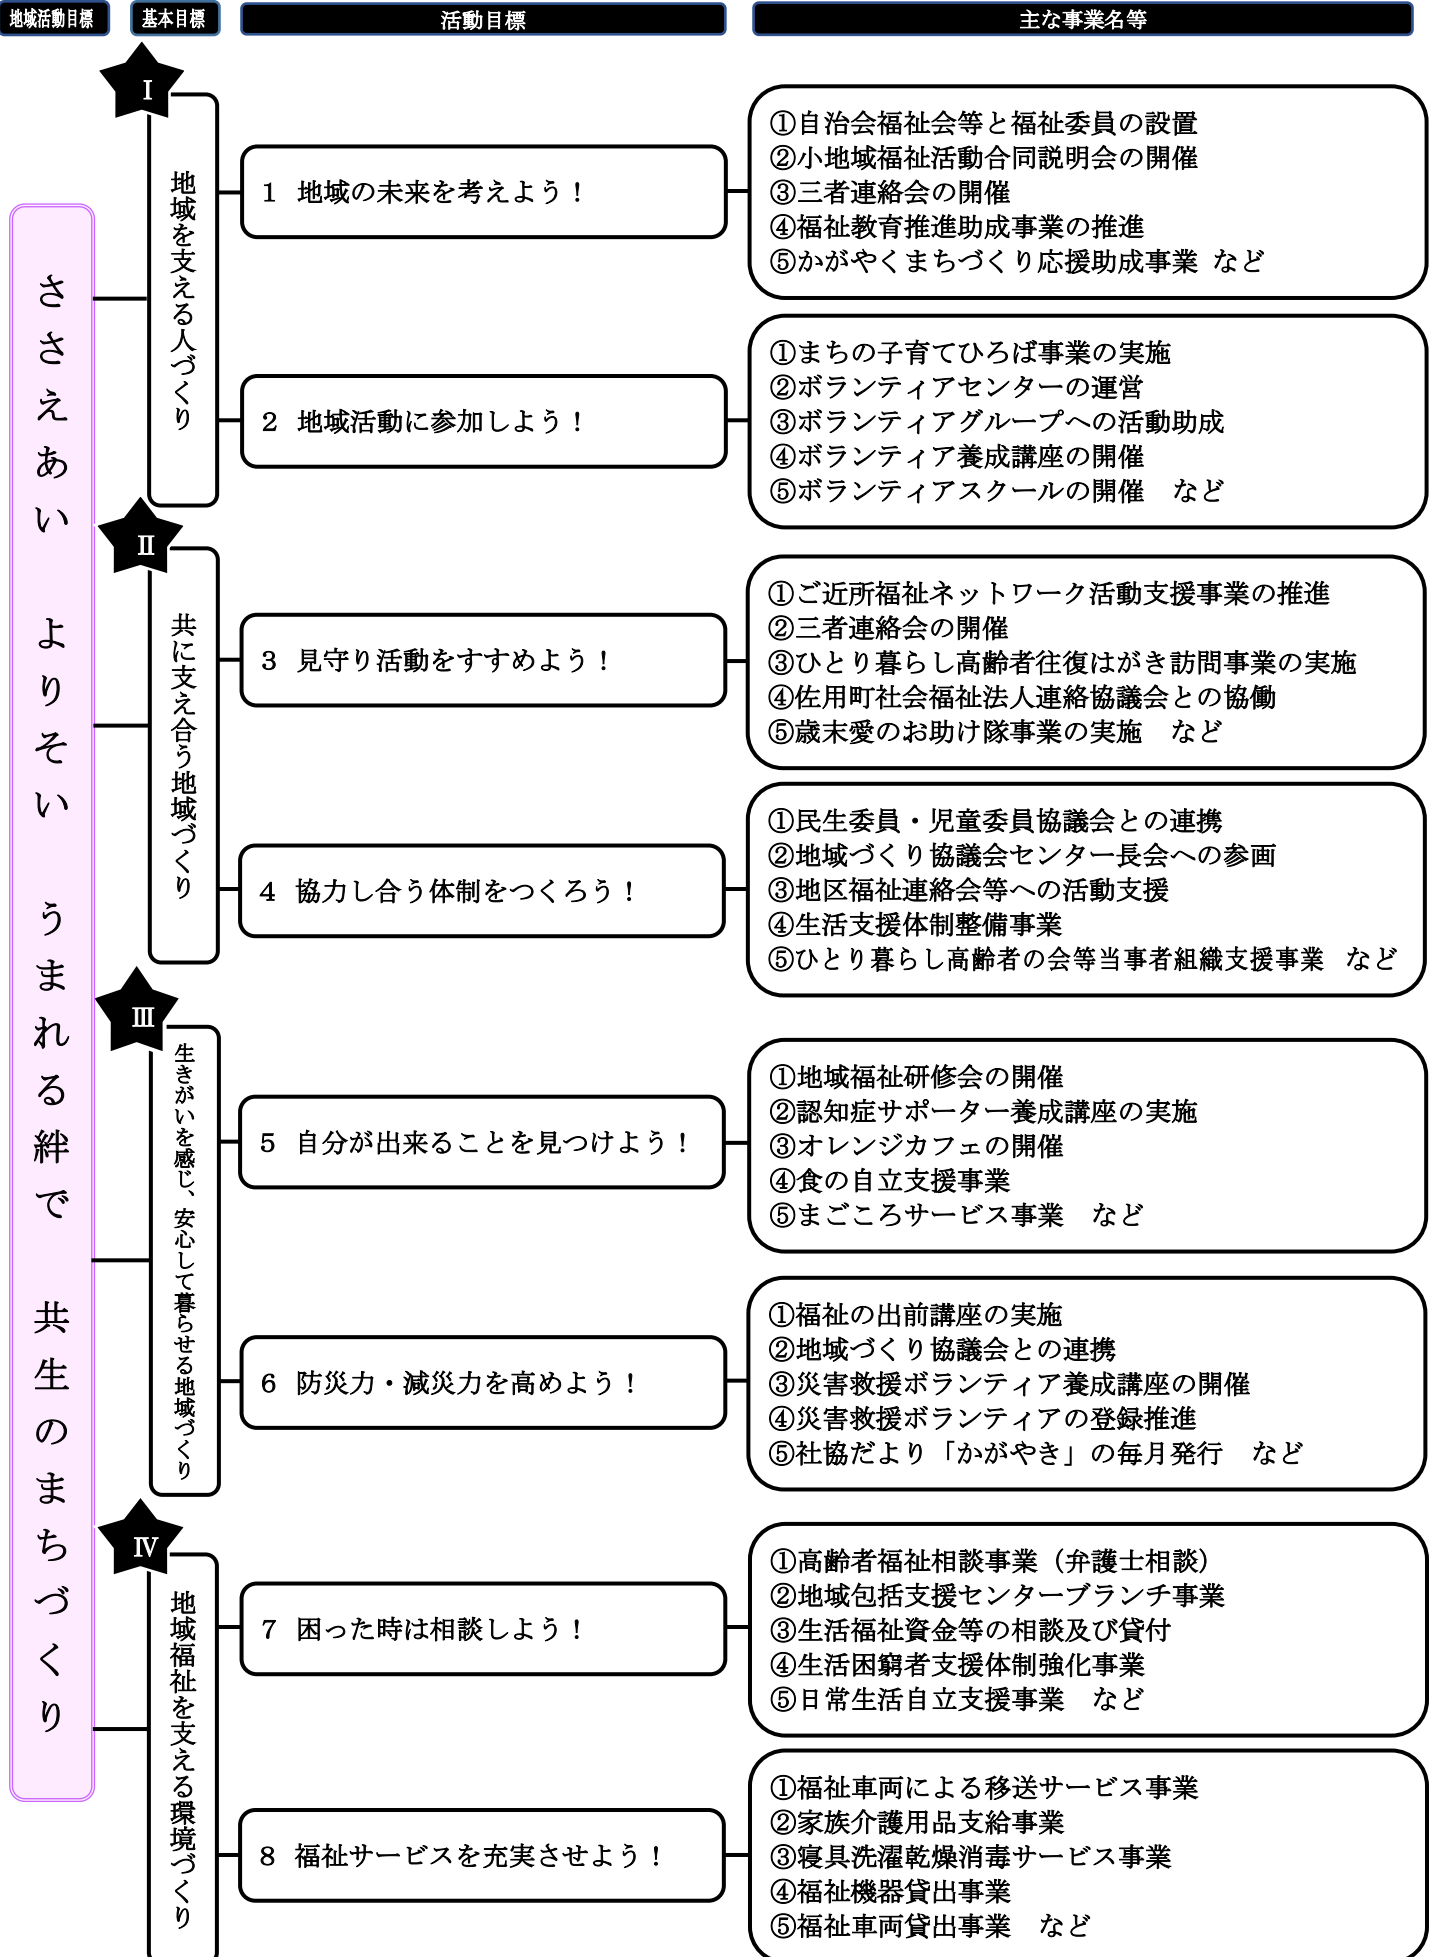 地域活動目標
基本目標
活動目標
主な事業名等
ささえあい　よりそい　うまれる絆で　共生のまちづくり
Ⅰ
地域を支える人づくり
1　地域の未来を考えよう！
①自治会福祉会等と福祉委員の設置
②小地域福祉活動合同説明会の開催
③三者連絡会の開催
④福祉教育推進助成事業の推進
⑤かがやくまちづくり応援助成事業 など
2　地域活動に参加しよう！
①まちの子育てひろば事業の実施
②ボランティアセンターの運営
③ボランティアグループへの活動助成
④ボランティア養成講座の開催
⑤ボランティアスクールの開催　など
Ⅱ
共に支え合う地域づくり
3　見守り活動をすすめよう！
①ご近所福祉ネットワーク活動支援事業の推進
②三者連絡会の開催
③ひとり暮らし高齢者往復はがき訪問事業の実施
④佐用町社会福祉法人連絡協議会との協働
⑤歳末愛のお助け隊事業の実施　など
4　協力し合う体制をつくろう！
①民生委員・児童委員協議会との連携
②地域づくり協議会センター長会への参画
③地区福祉連絡会等への活動支援
④生活支援体制整備事業
⑤ひとり暮らし高齢者の会等当事者組織支援事業　など
Ⅲ
生きがいを感じ、安心して暮らせる地域づくり
5　自分が出来ることを見つけよう！
①地域福祉研修会の開催
②認知症サポーター養成講座の実施
③オレンジカフェの開催
④食の自立支援事業
⑤まごころサービス事業　など
6　防災力・減災力を高めよう！
①福祉の出前講座の実施
②地域づくり協議会との連携
③災害救援ボランティア養成講座の開催
④災害救援ボランティアの登録推進
⑤社協だより「かがやき」の毎月発行　など
Ⅳ
地域福祉を支える環境づくり
7　困った時は相談しよう！
①高齢者福祉相談事業（弁護士相談）
②地域包括支援センターブランチ事業
③生活福祉資金等の相談及び貸付
④生活困窮者支援体制強化事業
⑤日常生活自立支援事業　など
8　福祉サービスを充実させよう！
①福祉車両による移送サービス事業
②家族介護用品支給事業
③寝具洗濯乾燥消毒サービス事業
④福祉機器貸出事業
⑤福祉車両貸出事業　など